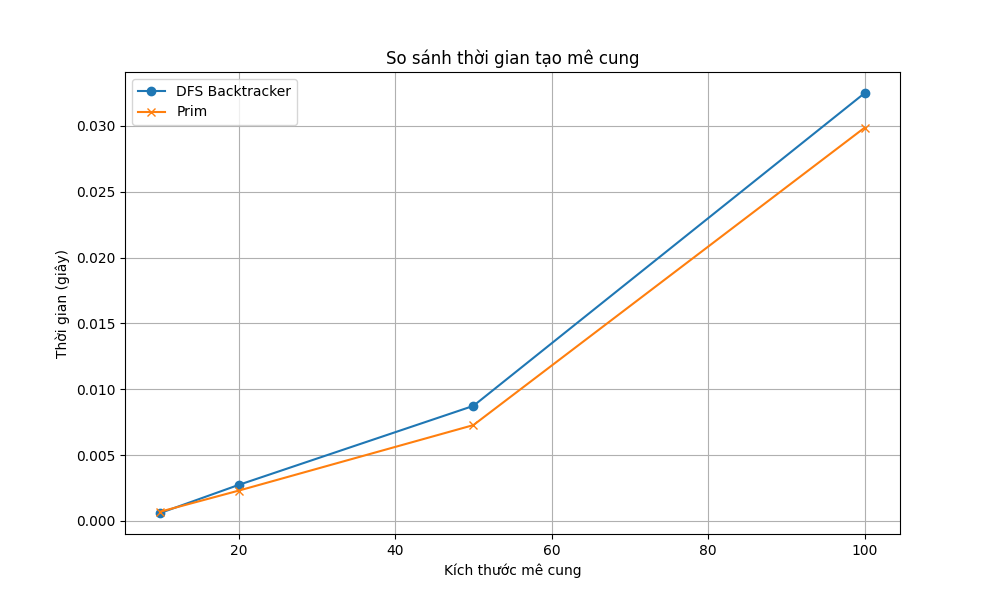 So sánh thời gian tạo mê cung
DFS Backtracker
Prim
0.030
0.025
0.020
0.015
0.010
0.005
0.000
Thời gian (giây)
20
40
60
80
100
Kích thước mê cung